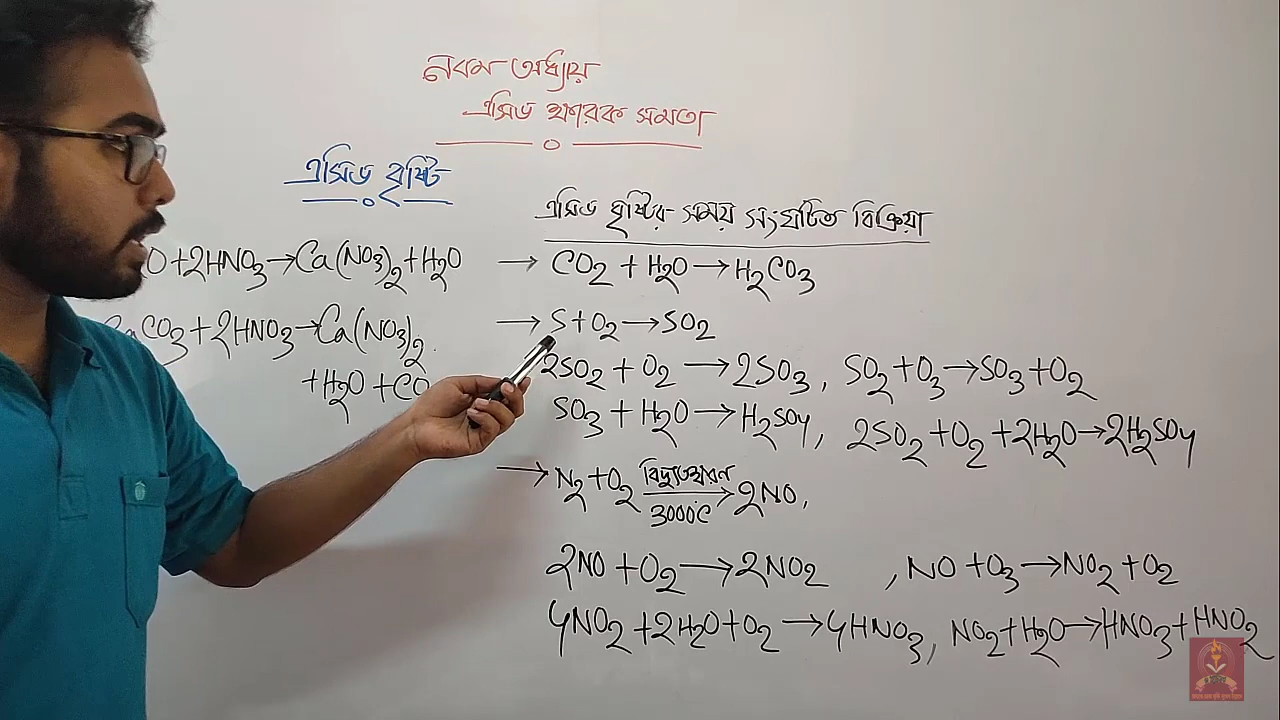 নবম অধ্যায়
এসিড ক্ষারক সমতা
এসিড বৃষ্টি
O+2HNO3→Ca(NO3)2+H2O
CaCO3+2HNO3→Ca(NO3)2
+H2O+CO
এসিড বৃষ্টির সময় সংঘটিত বিক্রিয়া
→ CO2+H2O→H2CO3
→ S+O2→SO2
2SO2+O2→2SO3, SO2+O3→SO3+O2
SO3+H2O→H2SO4, 2SO2+O2+2H2O→2H2SO4
→ N2+O2 বিদ্যুৎক্ষরণ→ 3000°C 2NO,
2NO+O2→2NO2, NO+O3→NO2+O2
4NO2+2H2O+O2→4HNO3, NO2+H2O→HNO3+HNO2